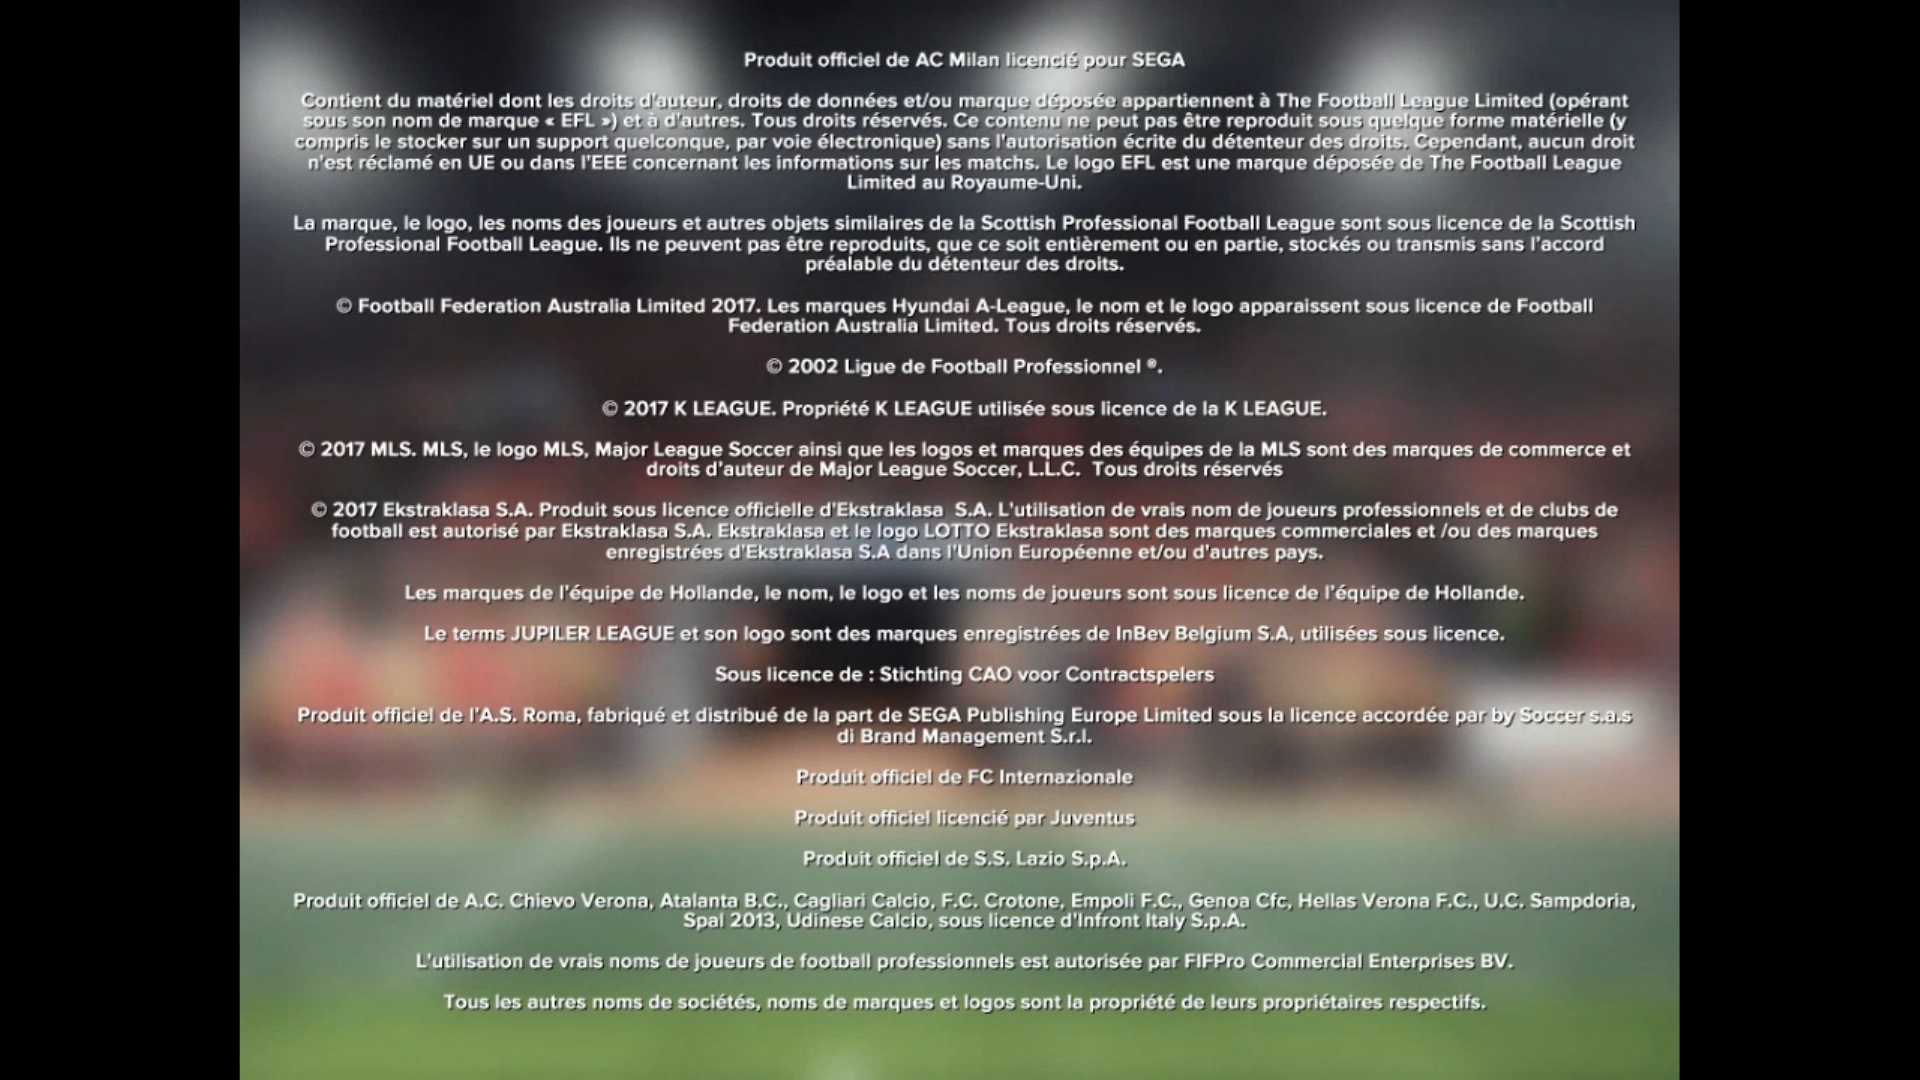 Produit officiel de AC Milan licencié pour SEGA
Contient du matériel dont les droits d'auteur, droits de données et/ou marque déposée appartiennent à The Football League Limited (opérant
sous son nom de marque « EFL ») et à d'autres. Tous droits réservés. Ce contenu ne peut pas être reproduit sous quelque forme matérielle (y
compris le stocker sur un support quelconque, par voie électronique) sans l'autorisation écrite du détenteur des droits. Cependant, aucun droit
n'est réclamé en UE ou dans l'EEE concernant les informations sur les matchs. Le logo EFL est une marque déposée de The Football League
Limited au Royaume-Uni.
La marque, le logo, les noms des joueurs et autres objets similaires de la Scottish Professional Football League sont sous licence de la Scottish
Professional Football League. Ils ne peuvent pas être reproduits, que ce soit entièrement ou en partie, stockés ou transmis sans l'accord
préalable du détenteur des droits.
© Football Federation Australia Limited 2017. Les marques Hyundai A-League, le nom et le logo apparaissent sous licence de Football
Federation Australia Limited. Tous droits réservés.
© 2002 Ligue de Football Professionnel ®.
© 2017 K LEAGUE. Propriété K LEAGUE utilisée sous licence de la K LEAGUE.
© 2017 MLS. MLS, le logo MLS, Major League Soccer ainsi que les logos et marques des équipes de la MLS sont des marques de commerce et
droits d'auteur de Major League Soccer, L.L.C.  Tous droits réservés
© 2017 Ekstraklasa S.A. Produit sous licence officielle d'Ekstraklasa  S.A. L'utilisation de vrais nom de joueurs professionnels et de clubs de
football est autorisé par Ekstraklasa S.A. Ekstraklasa et le logo LOTTO Ekstraklasa sont des marques commerciales et /ou des marques
enregistrées d'Ekstraklasa S.A dans l'Union Européenne et/ou d'autres pays.
Les marques de l'équipe de Hollande, le nom, le logo et les noms de joueurs sont sous licence de l'équipe de Hollande.
Le terms JUPILER LEAGUE et son logo sont des marques enregistrées de InBev Belgium S.A, utilisées sous licence.
Sous licence de : Stichting CAO voor Contractspelers
Produit officiel de l'A.S. Roma, fabriqué et distribué de la part de SEGA Publishing Europe Limited sous la licence accordée par by Soccer s.a.s
di Brand Management S.r.l.
Produit officiel de FC Internazionale
Produit officiel licencié par Juventus
Produit officiel de S.S. Lazio S.p.A.
Produit officiel de A.C. Chievo Verona, Atalanta B.C., Cagliari Calcio, F.C. Crotone, Empoli F.C., Genoa Cfc, Hellas Verona F.C., U.C. Sampdoria,
Spal 2013, Udinese Calcio, sous licence d'Infront Italy S.p.A.
L'utilisation de vrais noms de joueurs de football professionnels est autorisée par FIFPro Commercial Enterprises BV.
Tous les autres noms de sociétés, noms de marques et logos sont la propriété de leurs propriétaires respectifs.